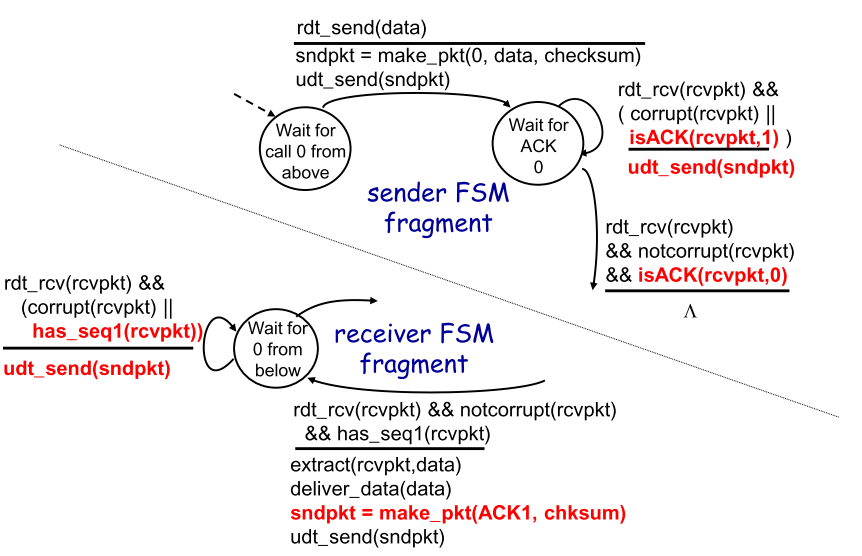 rdt_send(data)
sndpkt = make_pkt(0, data, checksum)
udt_send(sndpkt)
Wait for
call 0 from
above
Wait for
ACK
0
rdt_rcv(rcvpkt) &&
( corrupt(rcvpkt) ||
isACK(rcvpkt,1) )
udt_send(sndpkt)
sender FSM
fragment
rdt_rcv(rcvpkt)
&& notcorrupt(rcvpkt)
&& isACK(rcvpkt,0)
Λ
rdt_rcv(rcvpkt) &&
(corrupt(rcvpkt) ||
has_seq1(rcvpkt))
udt_send(sndpkt)
Wait for
0 from
below
receiver FSM
fragment
rdt_rcv(rcvpkt) && notcorrupt(rcvpkt)
&& has_seq1(rcvpkt)
extract(rcvpkt,data)
deliver_data(data)
sndpkt = make_pkt(ACK1, chksum)
udt_send(sndpkt)